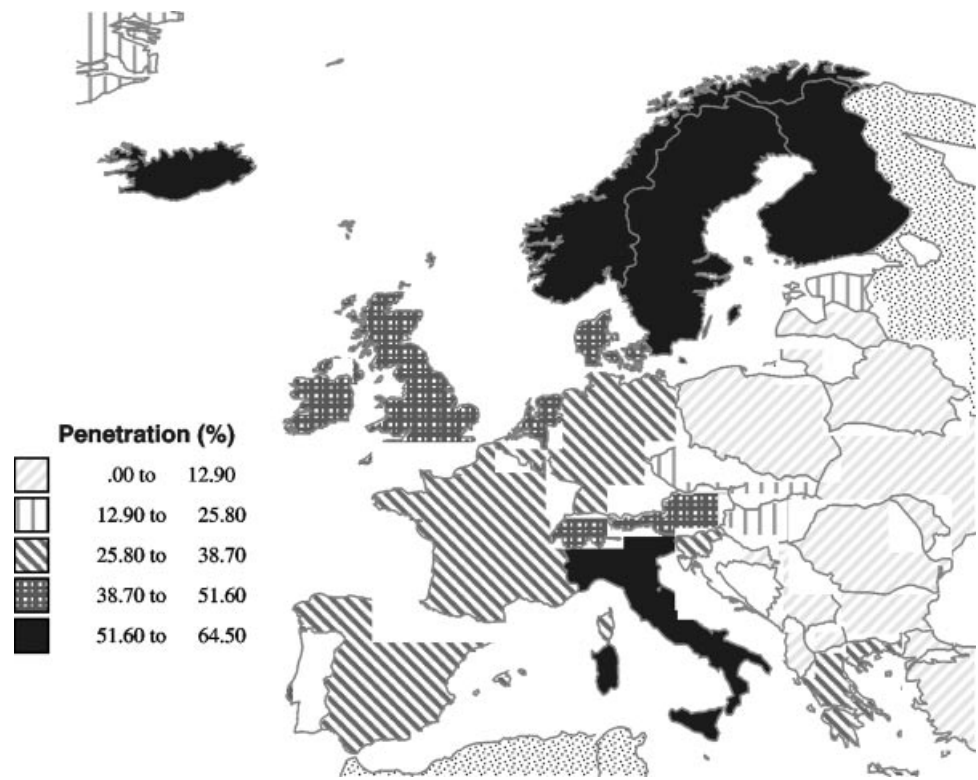 Penetration (%)
.00 to 12.90
12.90 to 25.80
25.80 to 38.70
38.70 to 51.60
51.60 to 64.50